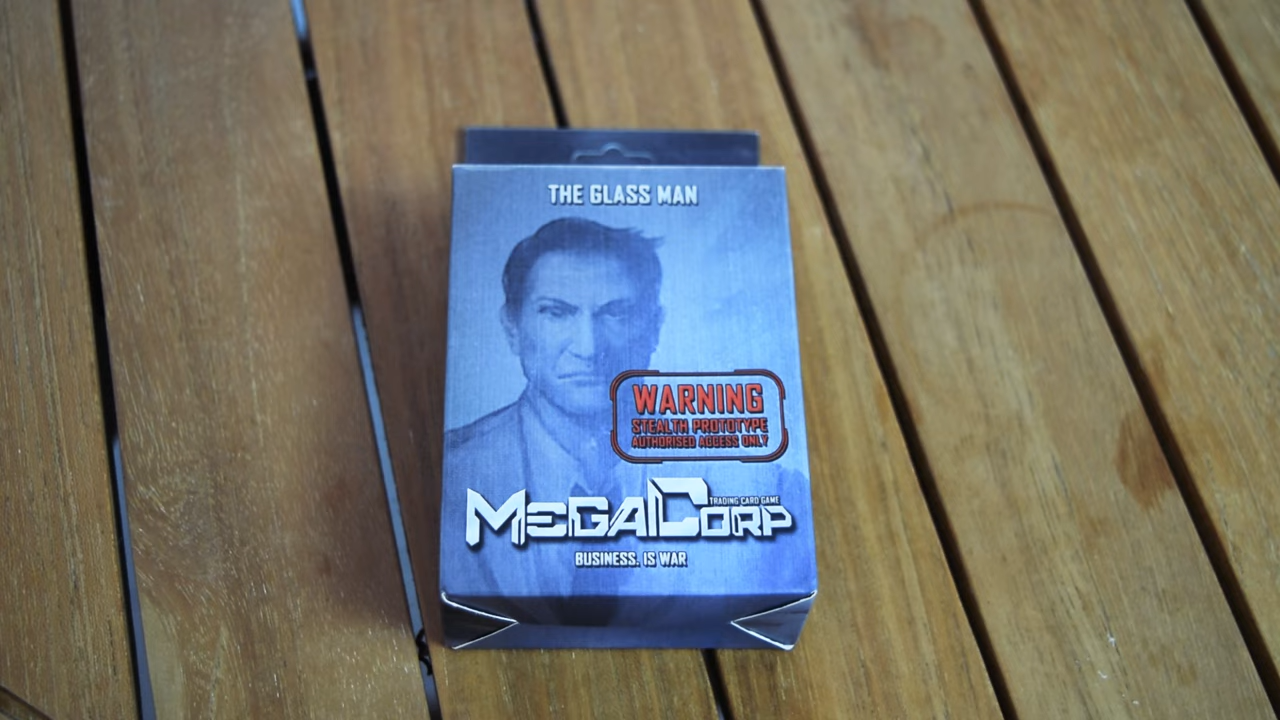 THE GLASS MAN
WARNING
STEALTH PROTOTYPE
AUTHORISED ACCESS ONLY
TRADING CARD GAME
MEGACORP
BUSINESS. IS WAR